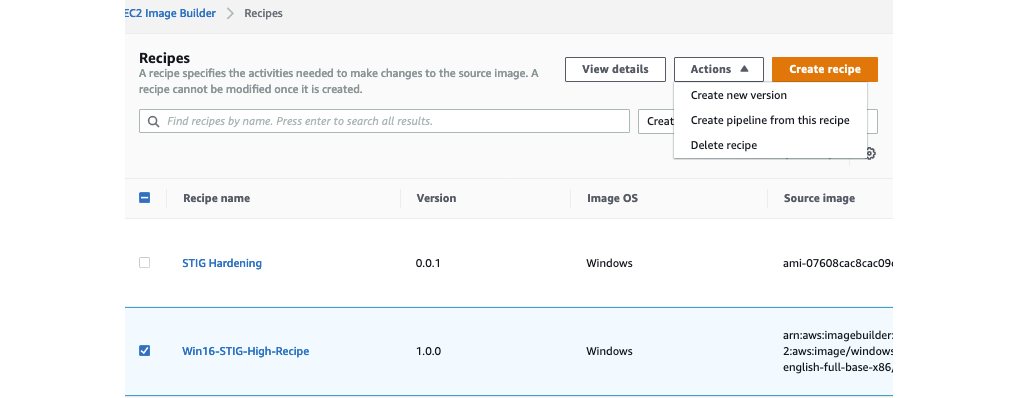 EC2 Image Builder > Recipes
Recipes
A recipe specifies the activities needed to make changes to the source image. A
recipe cannot be modified once it is created.
View details
Actions
Create recipe
Create new version
Create pipeline from this recipe
Delete recipe
Find recipes by name. Press enter to search all results.
Creat
Recipe name Version Image OS Source image
STIG Hardening 0.0.1 Windows ami-07608cac8cac09
Win16-STIG-High-Recipe 1.0.0 Windows
arn:aws:imagebuilder:
2:aws:image/windows
english-full-base-x86/